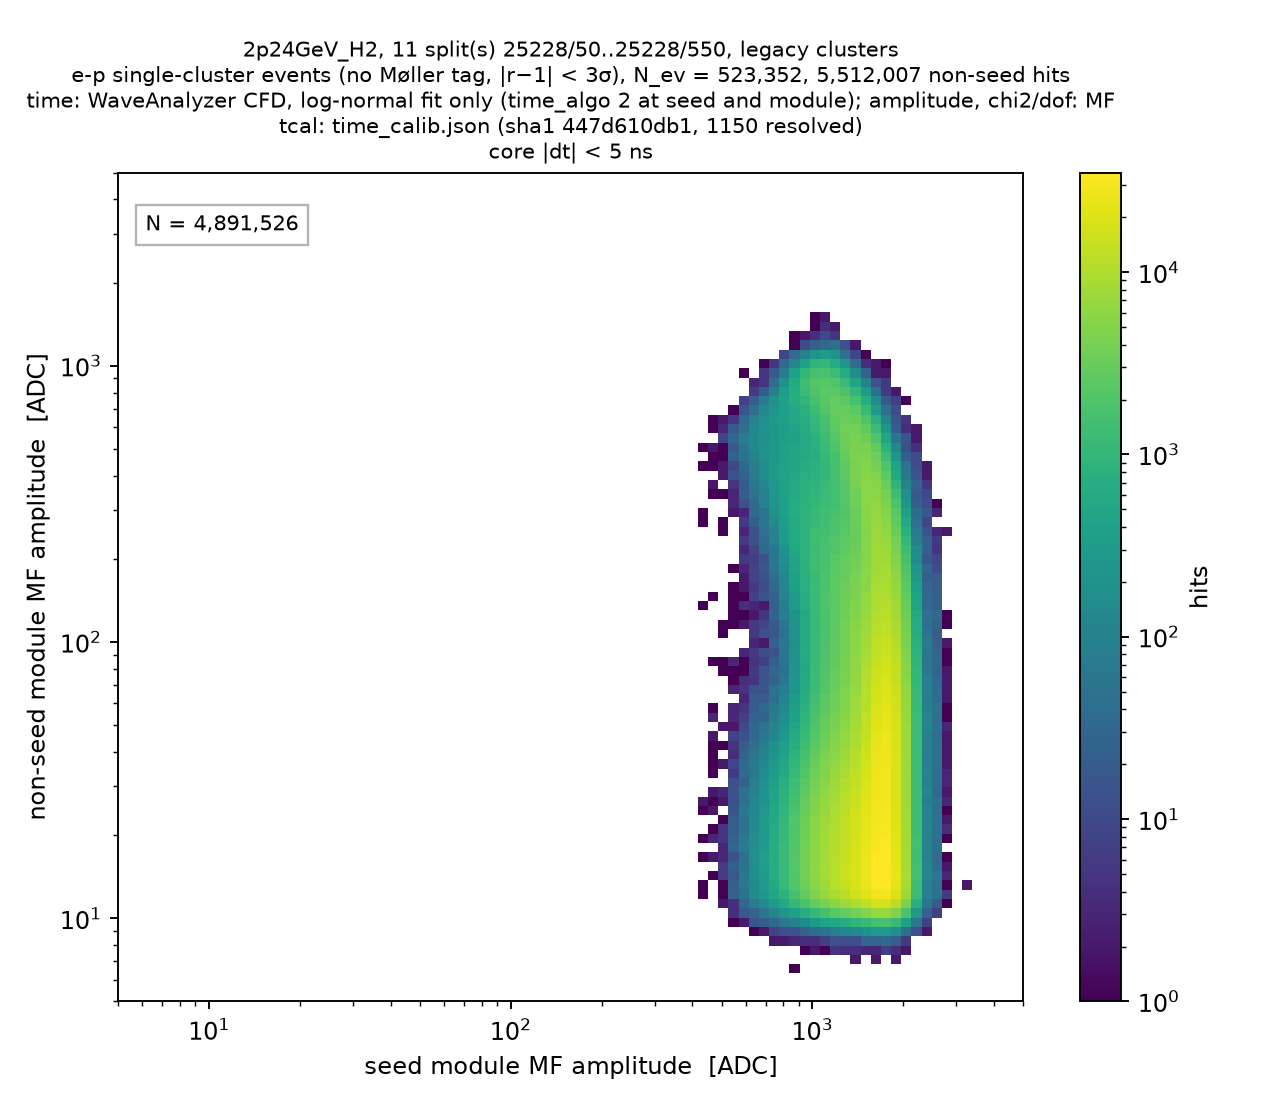 2p24GeV_H2, 11 split(s) 25228/50..25228/550, legacy clusters
e-p single-cluster events (no Møller tag, |r−1| < 3σ), N_ev = 523,352, 5,512,007 non-seed hits
time: WaveAnalyzer CFD, log-normal fit only (time_algo 2 at seed and module); amplitude, chi2/dof: MF
tcal: time_calib.json (sha1 447d610db1, 1150 resolved)
core |dt| < 5 ns
N = 4,891,526
non-seed module MF amplitude [ADC]
10³
10²
10¹
10¹
10²
10³
seed module MF amplitude [ADC]
10⁴
10³
10²
10¹
10⁰
hits